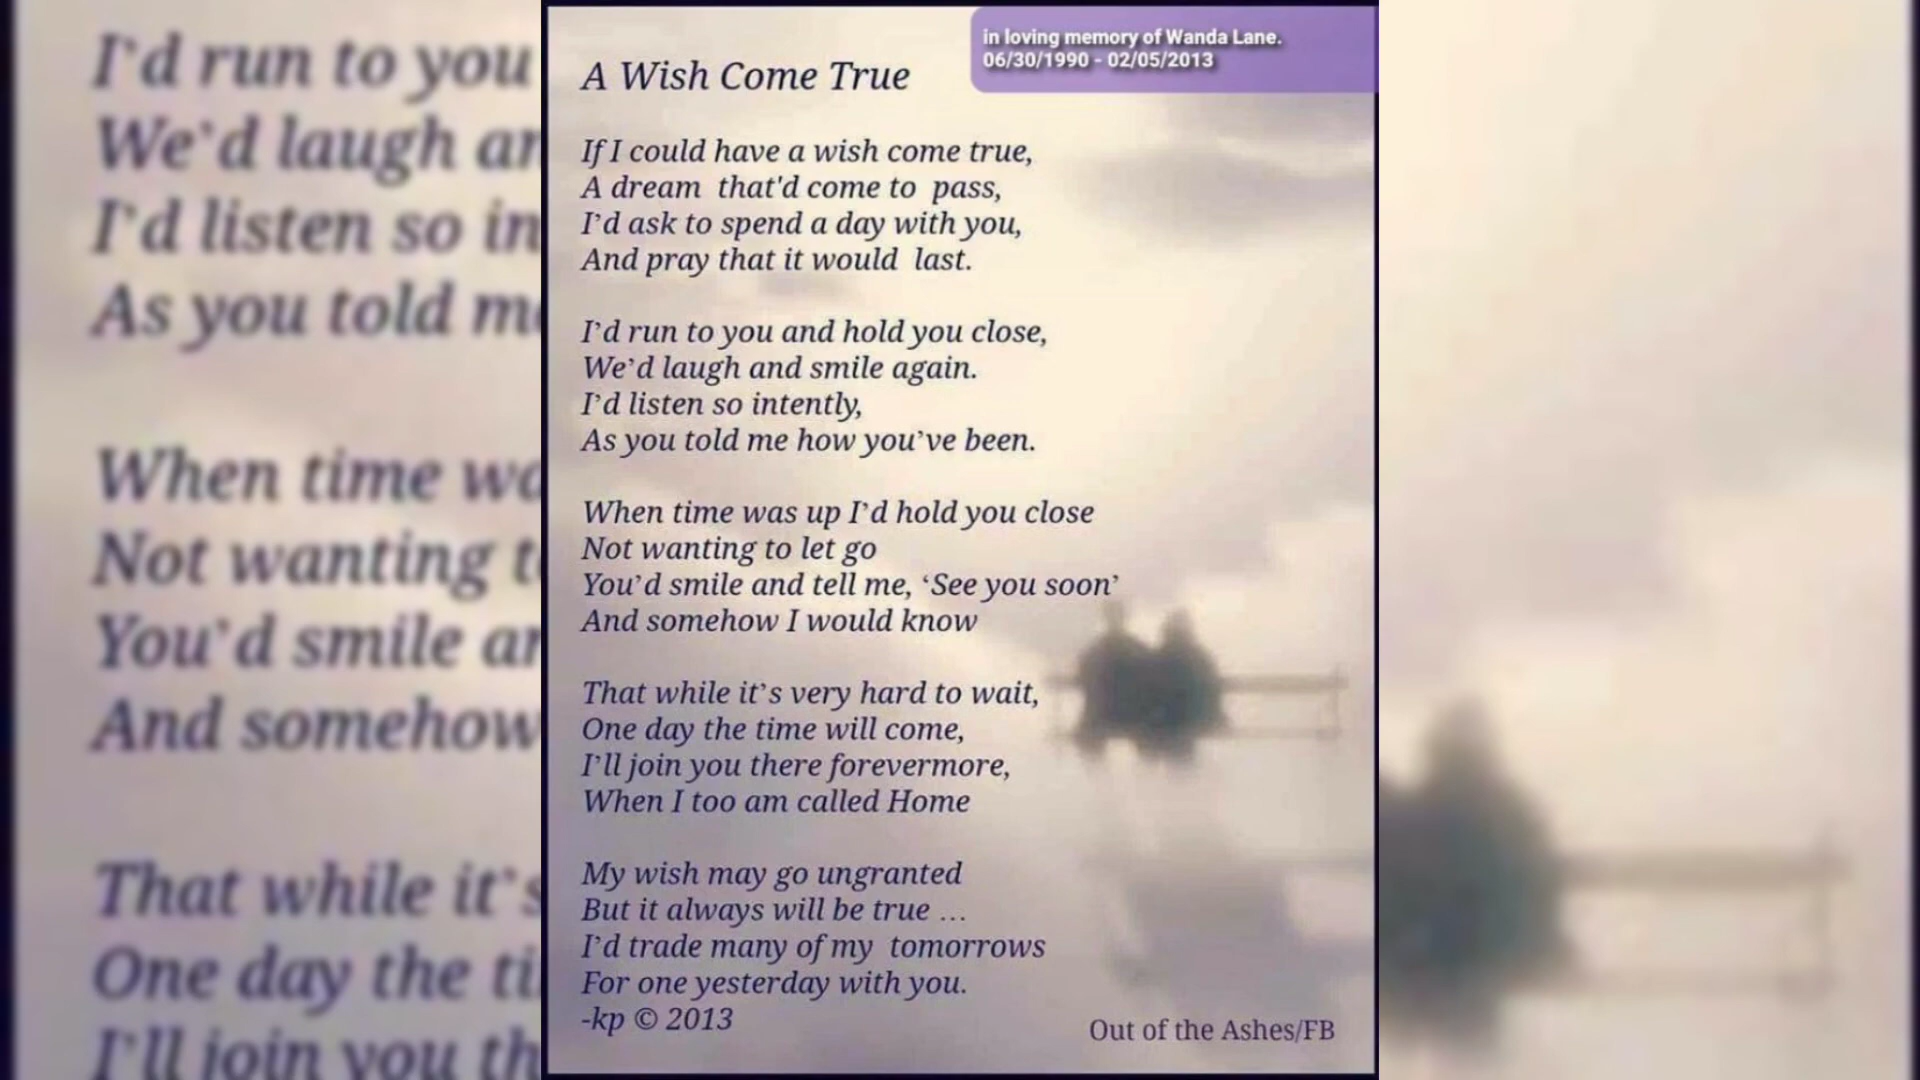 in loving memory of Wanda Lane.
06/30/1990 - 02/05/2013
A Wish Come True
If I could have a wish come true,
A dream that'd come to pass,
I’d ask to spend a day with you,
And pray that it would last.
I’d run to you and hold you close,
We’d laugh and smile again.
I’d listen so intently,
As you told me how you’ve been.
When time was up I’d hold you close
Not wanting to let go
You’d smile and tell me, ‘See you soon’
And somehow I would know
That while it’s very hard to wait,
One day the time will come,
I’ll join you there forevermore,
When I too am called Home
My wish may go ungranted
But it always will be true …
I’d trade many of my tomorrows
For one yesterday with you.
-kp © 2013
Out of the Ashes/FB
I’d run to you
We’d laugh
I’d listen so
As you told
When time
Not wanting
You’d smile
And somehow
That while it’s
One day the
I’ll join you